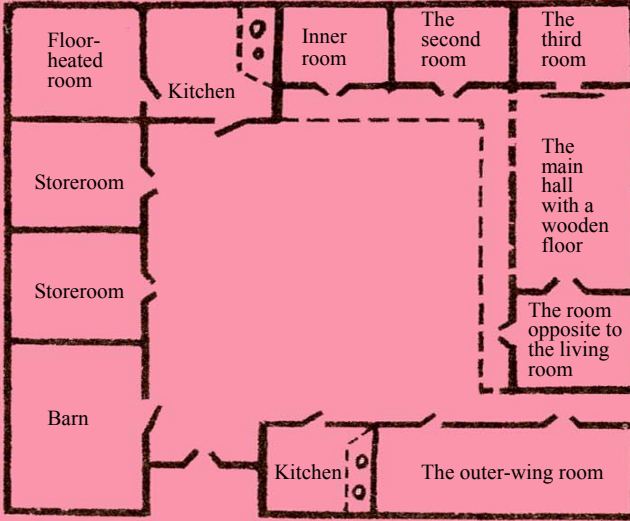 Floor-
heated
room
Kitchen
Inner
room
The
second
room
The
third
room
Storeroom
The
main
hall
with a
wooden
floor
Storeroom
The room
opposite to
the living
room
Barn
Kitchen
The outer-wing room